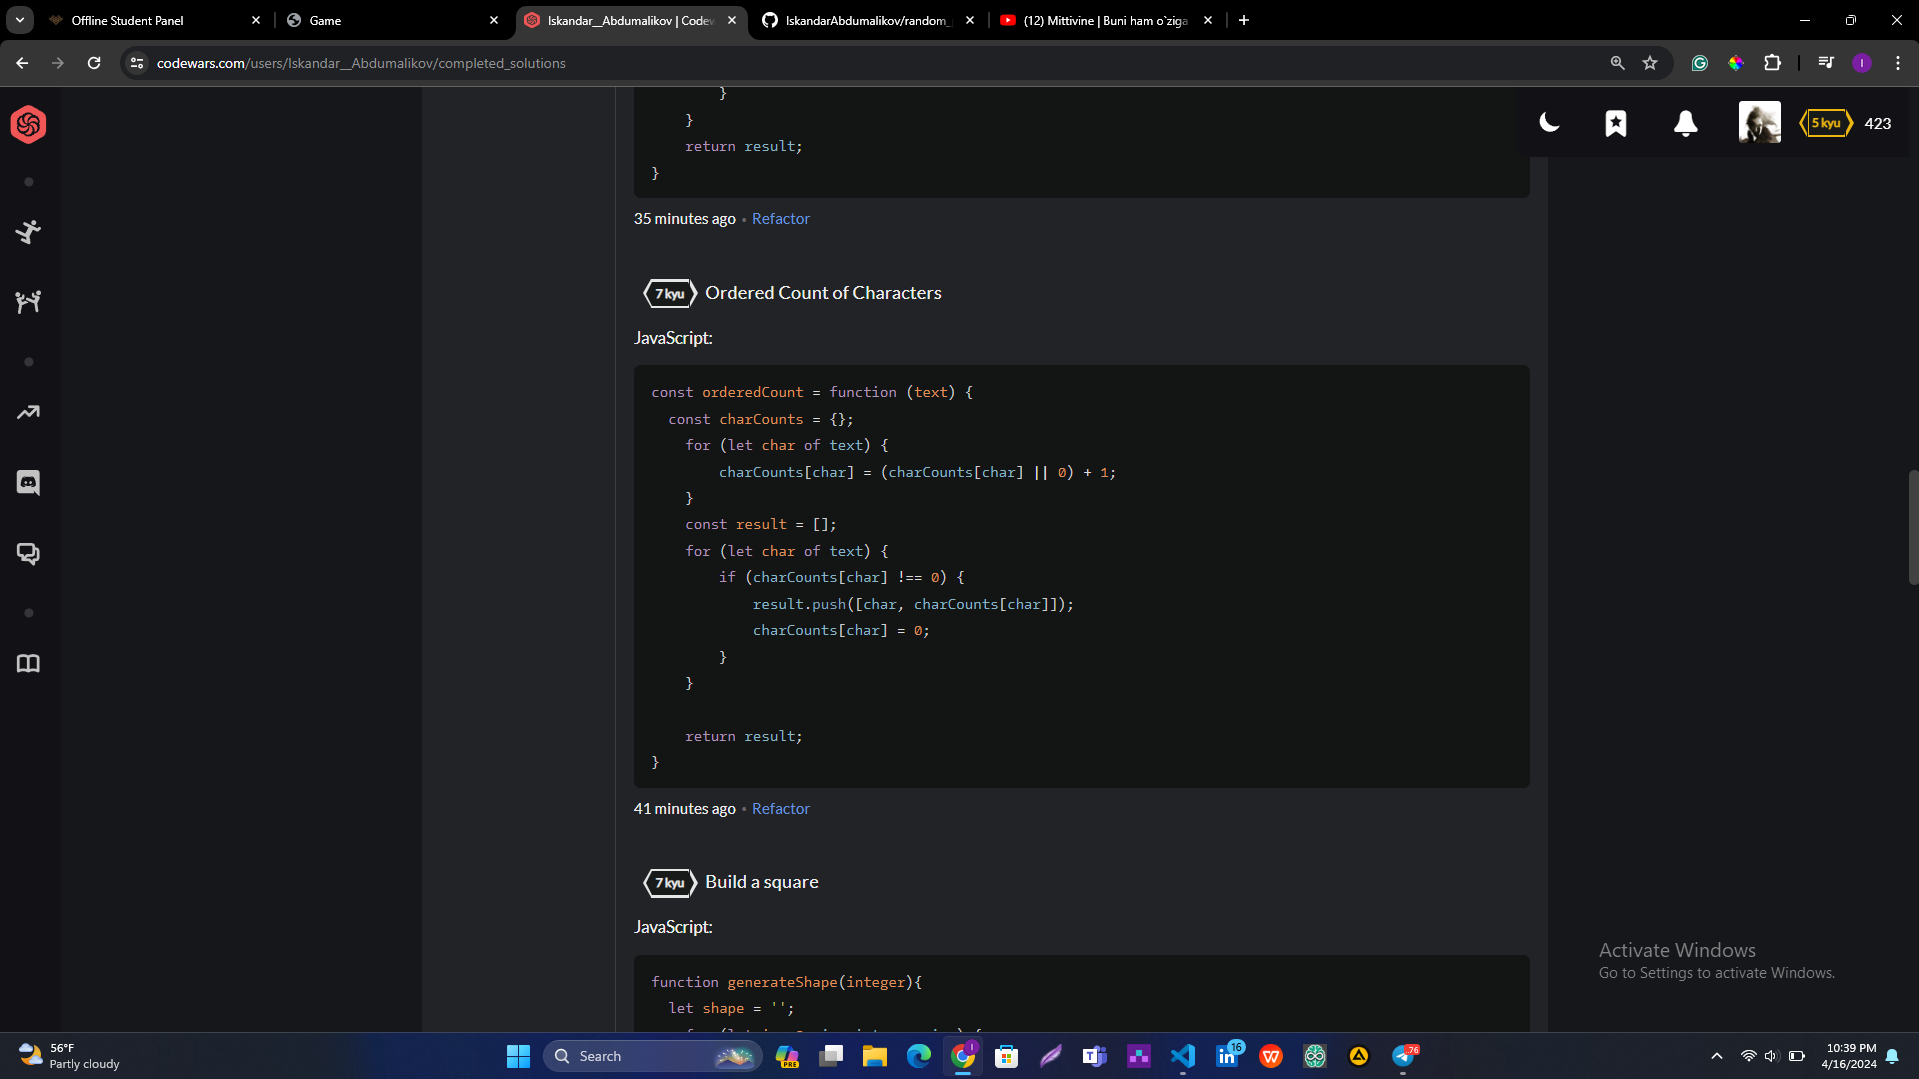 Offline Student Panel
Game
Iskandar__Abdumalikov | Codew
IskandarAbdumalikov/random_
(12) Mittivine | Buni ham o`ziga
codewars.com/users/Iskandar__Abdumalikov/completed_solutions
I
}
}
return result;
}
5 kyu
423
35 minutes ago • Refactor
7 kyu Ordered Count of Characters
JavaScript:
const orderedCount = function (text) {
const charCounts = {};
for (let char of text) {
charCounts[char] = (charCounts[char] || 0) + 1;
}
const result = [];
for (let char of text) {
if (charCounts[char] !== 0) {
result.push([char, charCounts[char]]);
charCounts[char] = 0;
}
}
return result;
}
41 minutes ago • Refactor
7 kyu Build a square
JavaScript:
function generateShape(integer){
let shape = '';
Activate Windows
Go to Settings to activate Windows.
56°F
Partly cloudy
Search
PRE
16
76
10:39 PM
4/16/2024